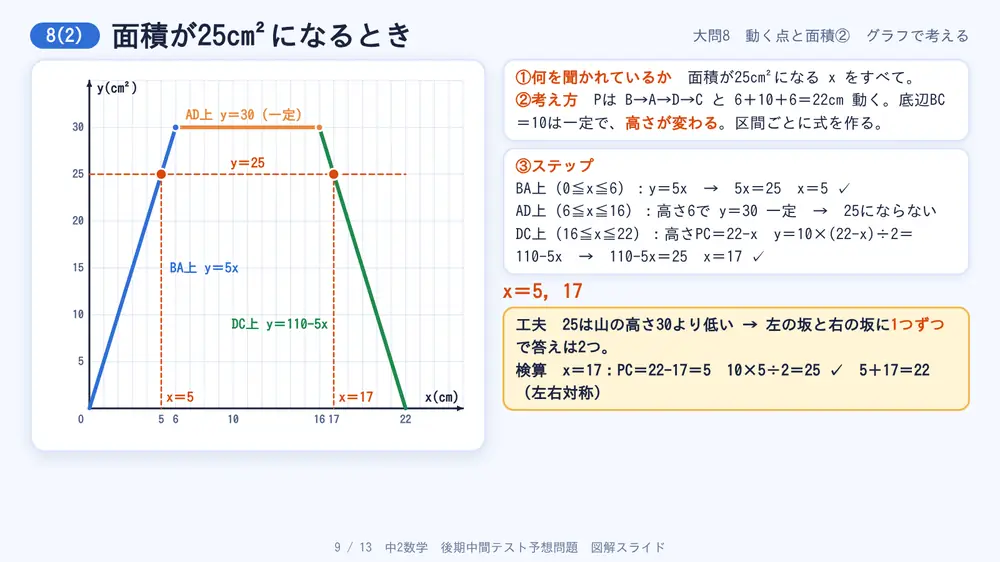 8(2) 面積が25cm²になるとき
大問8　動く点と面積②　グラフで考える
y(cm²)
AD上 y＝30 (一定)
30
y＝25
25
20
15
BA上 y＝5x
10
DC上 y＝110-5x
5
x＝5
x＝17
x(cm)
0 5 6 10 16 17 22
①何を聞かれているか　面積が25cm²になる x をすべて。
②考え方　Pは B→A→D→C と 6＋10＋6＝22cm 動く。底辺BC
＝10は一定で、高さが変わる。区間ごとに式を作る。
③ステップ
BA上 (0≦x≦6)：y＝5x　→　5x＝25　x＝5 ✓
AD上 (6≦x≦16)：高さ6で y＝30 一定　→　25にならない
DC上 (16≦x≦22)：高さPC＝22-x　y＝10×(22-x)÷2＝
110-5x　→　110-5x＝25　x＝17 ✓
x＝5, 17
工夫　25は山の高さ30より低い → 左の坂と右の坂に1つずつ
で答えは2つ。
検算　x＝17：PC＝22-17＝5　10×5÷2＝25 ✓　5＋17＝22
（左右対称）
9 / 13　中2数学　後期中間テスト予想問題　図解スライド